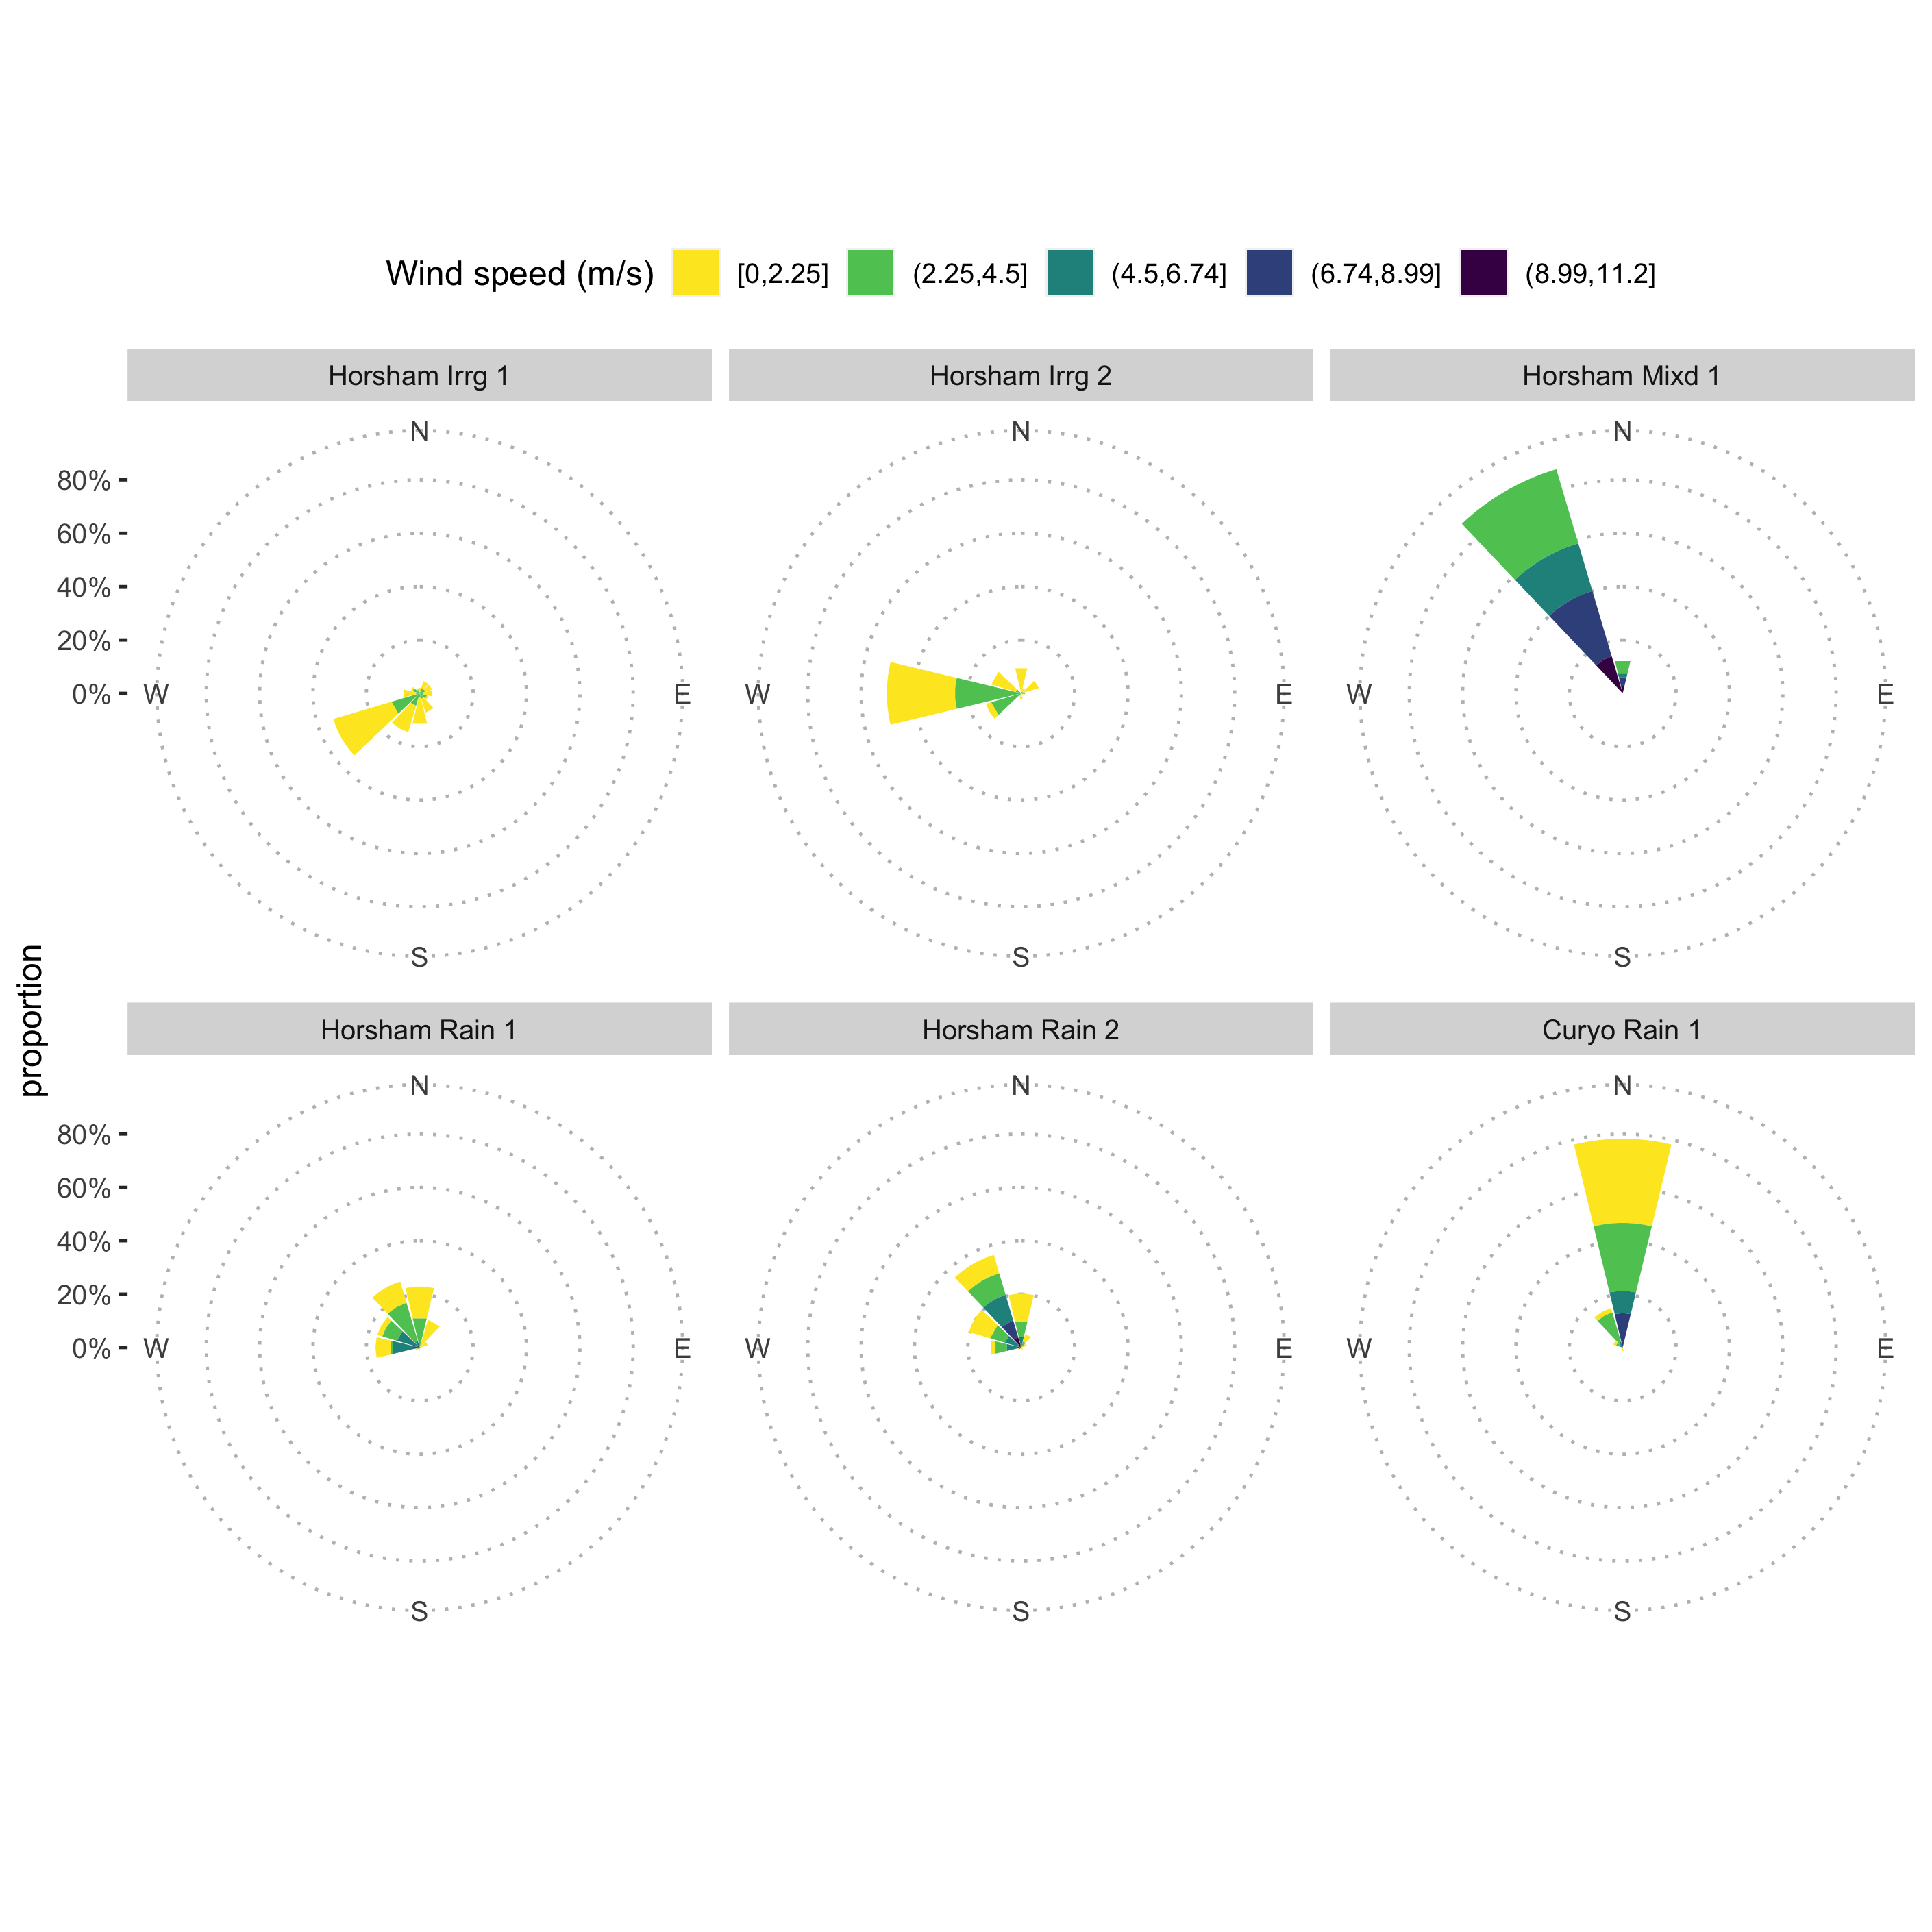 Wind speed (m/s) [0,2.25] (2.25,4.5] (4.5,6.74] (6.74,8.99] (8.99,11.2]
Horsham Irrg 1 Horsham Irrg 2 Horsham Mixd 1
N N N
80%
60%
40%
20%
0% W E W E W E
S S S
proportion
Horsham Rain 1 Horsham Rain 2 Curyo Rain 1
N N N
80%
60%
40%
20%
0% W E W E W E
S S S